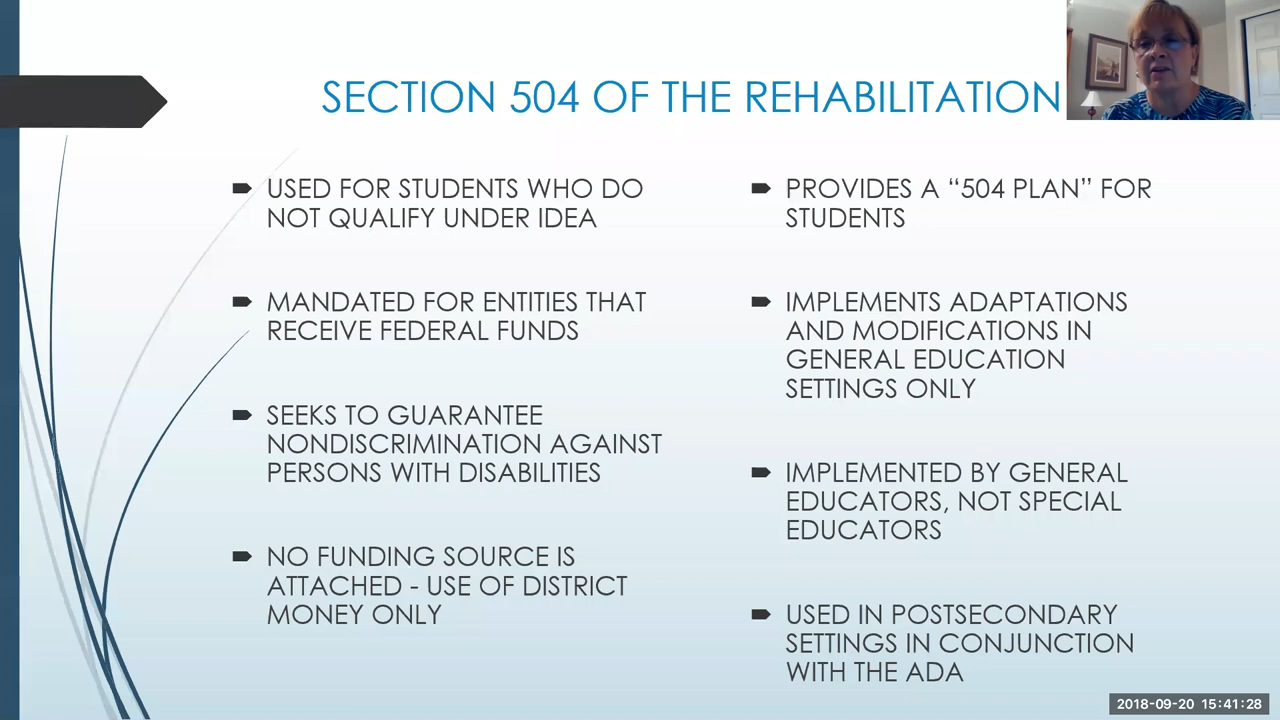 SECTION 504 OF THE REHABILITATION
USED FOR STUDENTS WHO DO
NOT QUALIFY UNDER IDEA
MANDATED FOR ENTITIES THAT
RECEIVE FEDERAL FUNDS
SEEKS TO GUARANTEE
NONDISCRIMINATION AGAINST
PERSONS WITH DISABILITIES
NO FUNDING SOURCE IS
ATTACHED - USE OF DISTRICT
MONEY ONLY
PROVIDES A “504 PLAN” FOR
STUDENTS
IMPLEMENTS ADAPTATIONS
AND MODIFICATIONS IN
GENERAL EDUCATION
SETTINGS ONLY
IMPLEMENTED BY GENERAL
EDUCATORS, NOT SPECIAL
EDUCATORS
USED IN POSTSECONDARY
SETTINGS IN CONJUNCTION
WITH THE ADA
2018-09-20 15:41:28